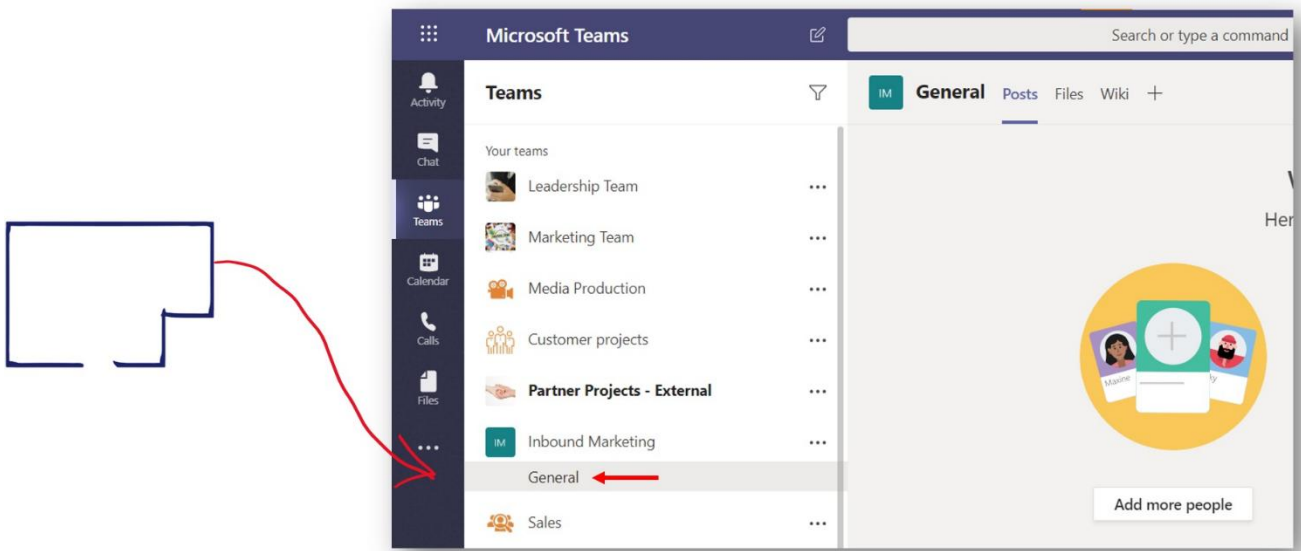 Microsoft Teams
Search or type a command
Activity
Chat
Teams
Calendar
Calls
Files
Teams
Your teams
Leadership Team
Marketing Team
Media Production
Customer projects
Partner Projects - External
IM Inbound Marketing
General
Sales
IM General Posts Files Wiki
Her
Maxine
Add more people